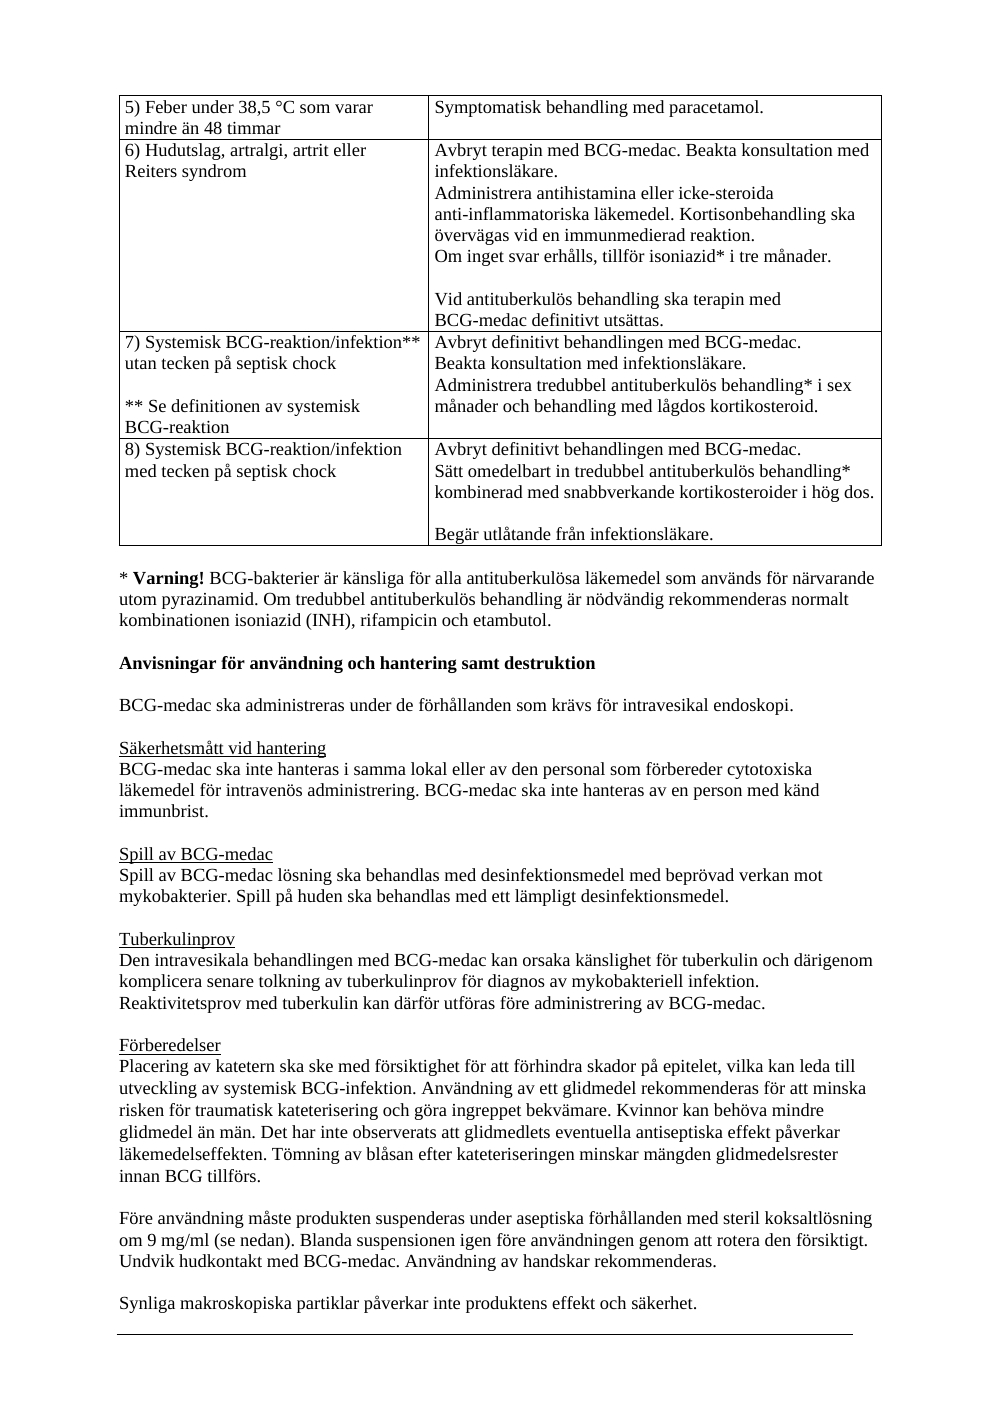 5) Feber under 38,5 °C som varar
mindre än 48 timmar
Symptomatisk behandling med paracetamol.
6) Hudutslag, artralgi, artrit eller
Reiters syndrom
Avbryt terapin med BCG-medac. Beakta konsultation med
infektionsläkare.
Administrera antihistamina eller icke-steroida
anti-inflammatoriska läkemedel. Kortisonbehandling ska
övervägas vid en immunmedierad reaktion.
Om inget svar erhålls, tillför isoniazid* i tre månader.
Vid antituberkulös behandling ska terapin med
BCG-medac definitivt utsättas.
7) Systemisk BCG-reaktion/infektion**
utan tecken på septisk chock
** Se definitionen av systemisk
BCG-reaktion
Avbryt definitivt behandlingen med BCG-medac.
Beakta konsultation med infektionsläkare.
Administrera tredubbel antituberkulös behandling* i sex
månader och behandling med lågdos kortikosteroid.
8) Systemisk BCG-reaktion/infektion
med tecken på septisk chock
Avbryt definitivt behandlingen med BCG-medac.
Sätt omedelbart in tredubbel antituberkulös behandling*
kombinerad med snabbverkande kortikosteroider i hög dos.
Begär utlåtande från infektionsläkare.
* Varning! BCG-bakterier är känsliga för alla antituberkulösa läkemedel som används för närvarande
utom pyrazinamid. Om tredubbel antituberkulös behandling är nödvändig rekommenderas normalt
kombinationen isoniazid (INH), rifampicin och etambutol.
Anvisningar för användning och hantering samt destruktion
BCG-medac ska administreras under de förhållanden som krävs för intravesikal endoskopi.
Säkerhetsmått vid hantering
BCG-medac ska inte hanteras i samma lokal eller av den personal som förbereder cytotoxiska
läkemedel för intravenös administrering. BCG-medac ska inte hanteras av en person med känd
immunbrist.
Spill av BCG-medac
Spill av BCG-medac lösning ska behandlas med desinfektionsmedel med beprövad verkan mot
mykobakterier. Spill på huden ska behandlas med ett lämpligt desinfektionsmedel.
Tuberkulinprov
Den intravesikala behandlingen med BCG-medac kan orsaka känslighet för tuberkulin och därigenom
komplicera senare tolkning av tuberkulinprov för diagnos av mykobakteriell infektion.
Reaktivitetsprov med tuberkulin kan därför utföras före administrering av BCG-medac.
Förberedelser
Placering av katetern ska ske med försiktighet för att förhindra skador på epitelet, vilka kan leda till
utveckling av systemisk BCG-infektion. Användning av ett glidmedel rekommenderas för att minska
risken för traumatisk kateterisering och göra ingreppet bekvämare. Kvinnor kan behöva mindre
glidmedel än män. Det har inte observerats att glidmedlets eventuella antiseptiska effekt påverkar
läkemedelseffekten. Tömning av blåsan efter kateteriseringen minskar mängden glidmedelsrester
innan BCG tillförs.
Före användning måste produkten suspenderas under aseptiska förhållanden med steril koksaltlösning
om 9 mg/ml (se nedan). Blanda suspensionen igen före användningen genom att rotera den försiktigt.
Undvik hudkontakt med BCG-medac. Användning av handskar rekommenderas.
Synliga makroskopiska partiklar påverkar inte produktens effekt och säkerhet.